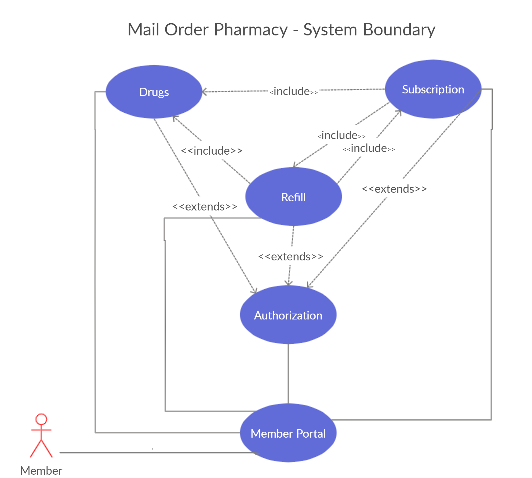 Mail Order Pharmacy - System Boundary
Drugs
<include>>
Subscription
<include>>
<<include>>
<<include>>
Refill
<<extends>>
<<extends>>
<<extends>>
Authorization
Member Portal
Member